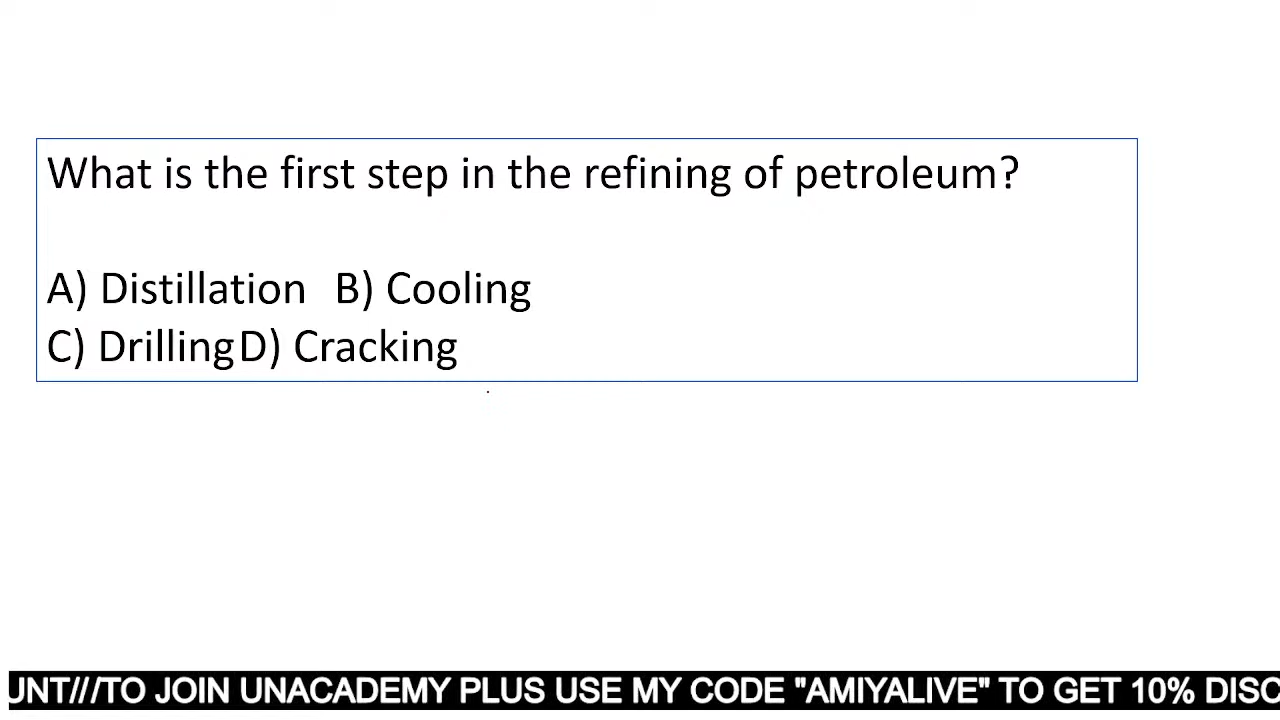 What is the first step in the refining of petroleum?
A) Distillation B) Cooling
C) Drilling D) Cracking
UNT///TO JOIN UNACADEMY PLUS USE MY CODE "AMIYALIVE" TO GET 10% DISC